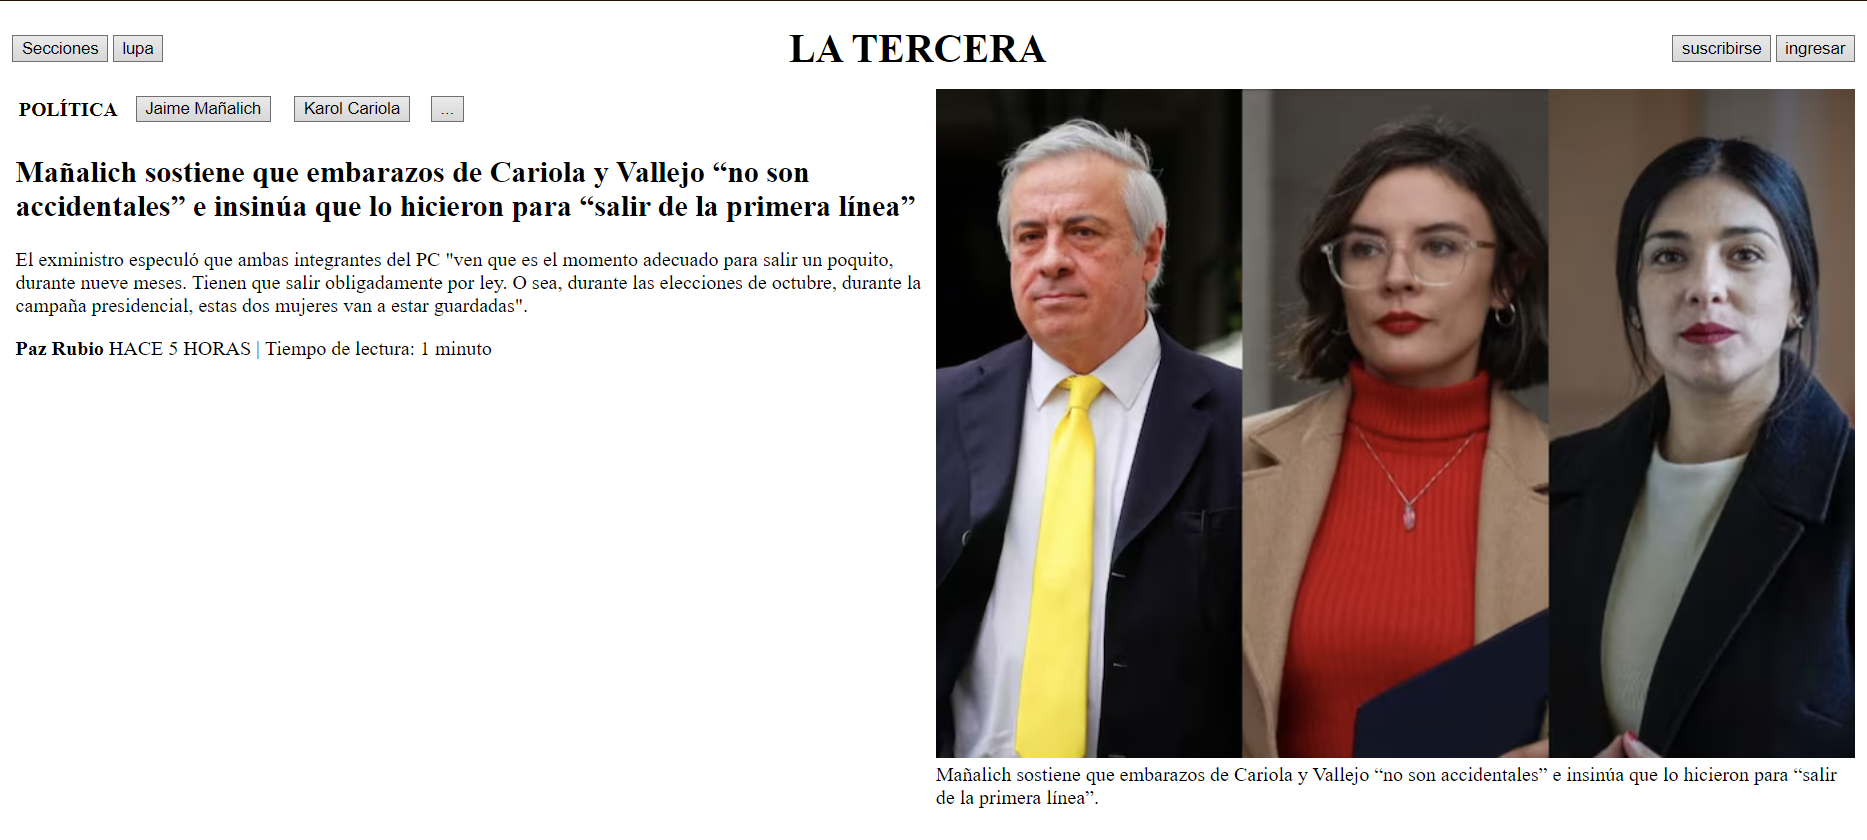 Secciones lupa LA TERCERA suscribirse ingresar
POLÍTICA Jaime Mañalich Karol Cariola ...
Mañalich sostiene que embarazos de Cariola y Vallejo “no son
accidentales” e insinúa que lo hicieron para “salir de la primera línea”
El exministro especuló que ambas integrantes del PC "ven que es el momento adecuado para salir un poquito,
durante nueve meses. Tienen que salir obligadamente por ley. O sea, durante las elecciones de octubre, durante la
campaña presidencial, estas dos mujeres van a estar guardadas".
Paz Rubio HACE 5 HORAS | Tiempo de lectura: 1 minuto
Mañalich sostiene que embarazos de Cariola y Vallejo “no son accidentales” e insinúa que lo hicieron para “salir
de la primera línea”.